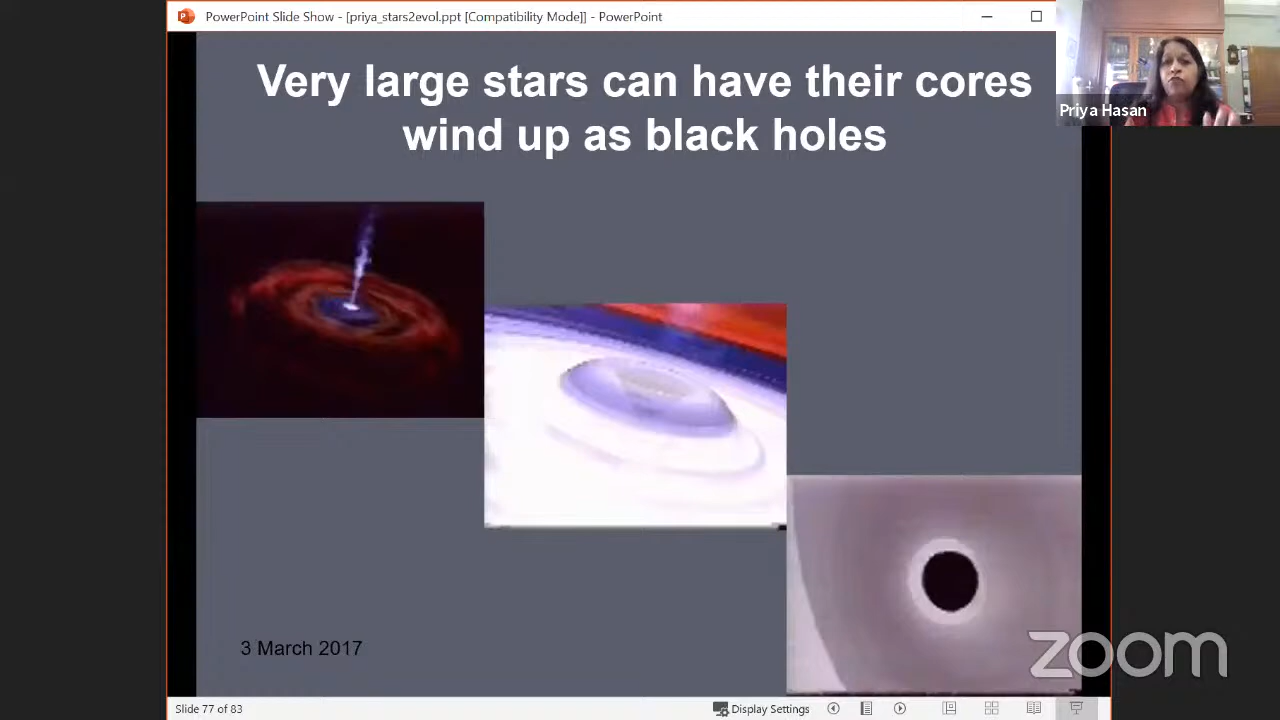 PowerPoint Slide Show - [priya_stars2evol.ppt [Compatibility Mode]] - PowerPoint
Very large stars can have their cores
wind up as black holes
Priya Hasan
3 March 2017
zoom
Slide 77 of 83
Display Settings